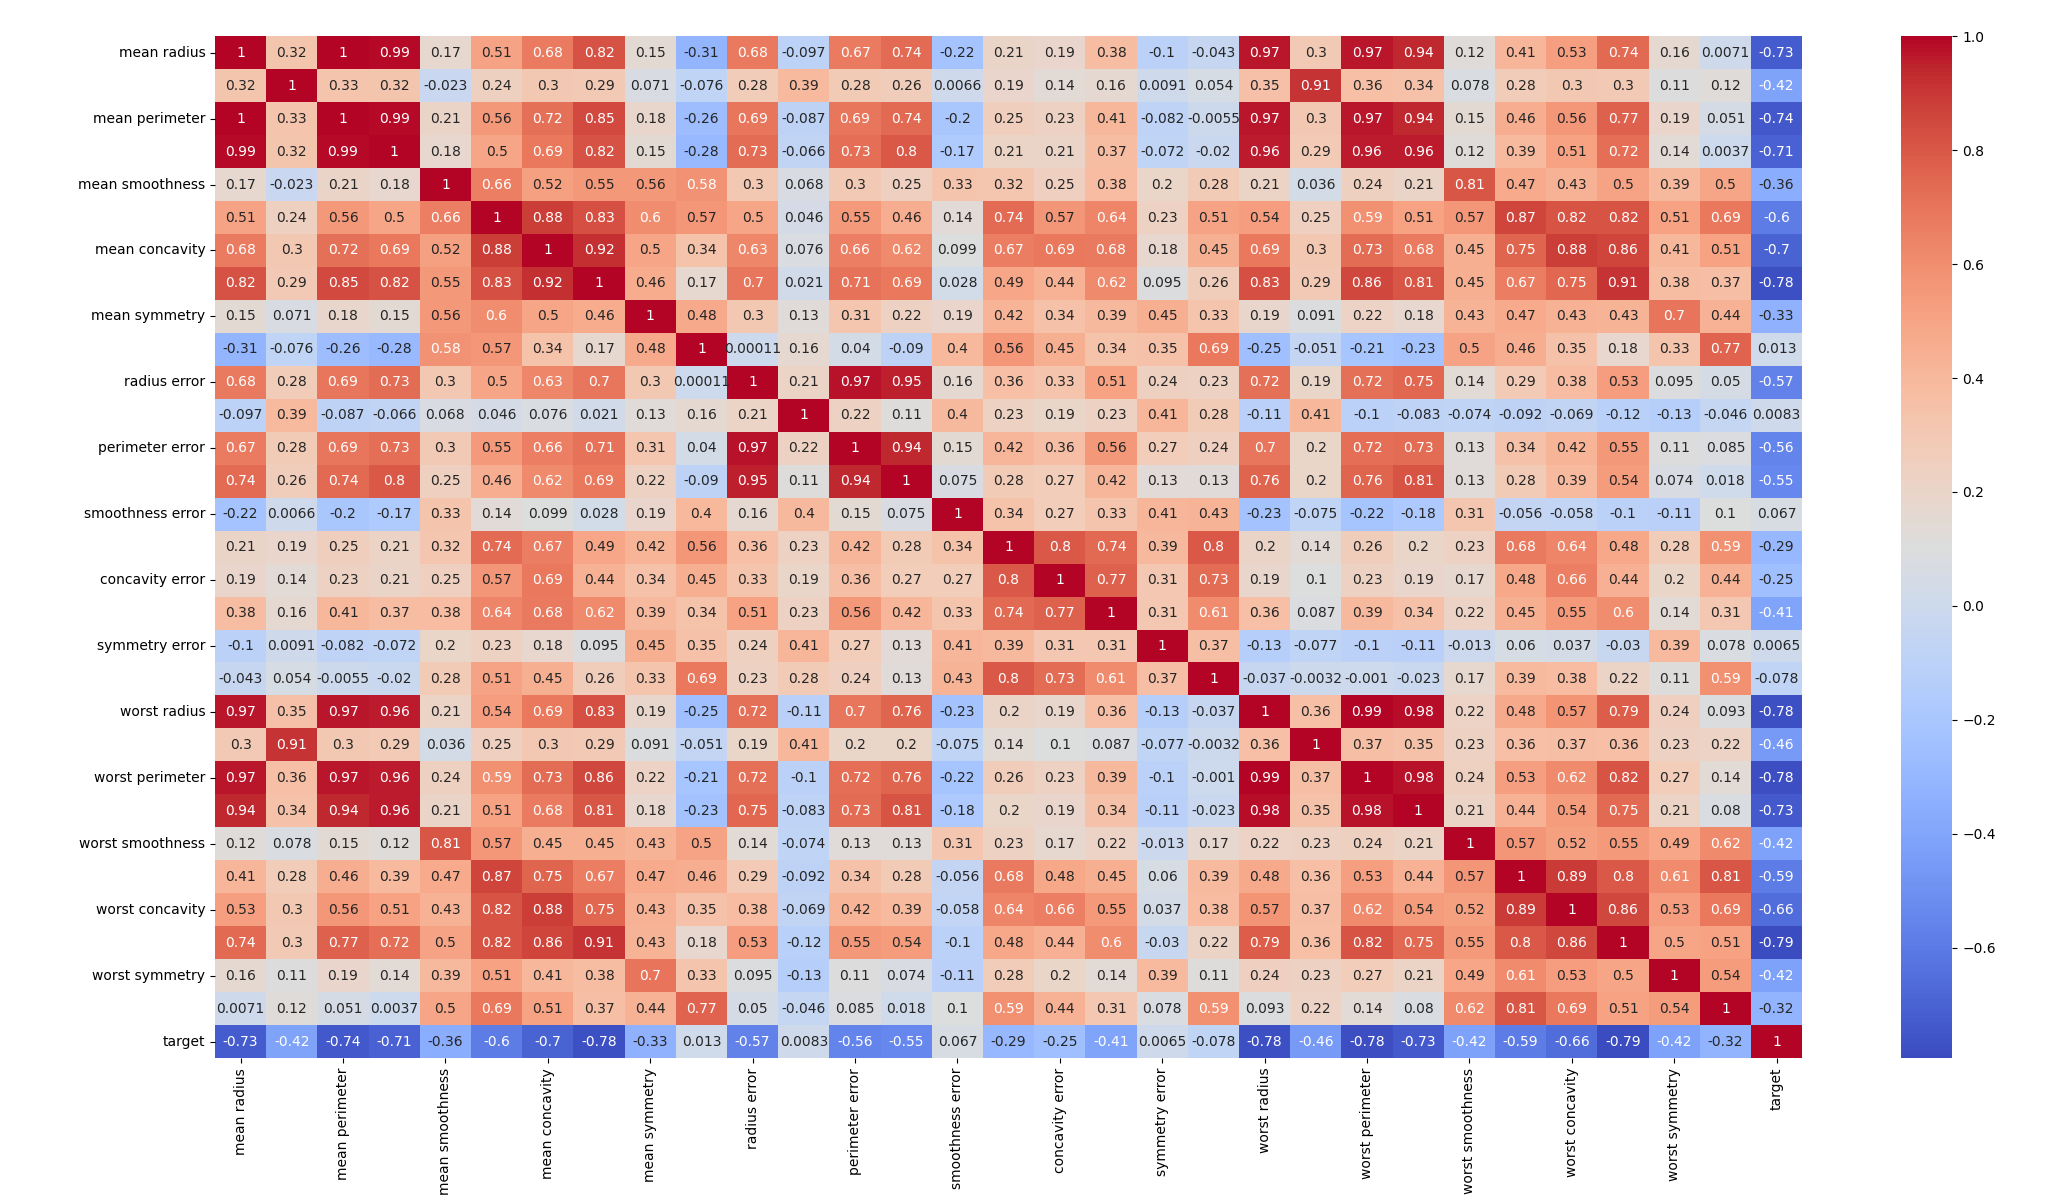 mean radius 1 0.32 1 0.99 0.17 0.51 0.68 0.82 0.15 -0.31 0.68 -0.097 0.67 0.74 -0.22 0.21 0.19 0.38 -0.1 -0.043 0.97 0.3 0.97 0.94 0.12 0.41 0.53 0.74 0.16 0.0071 -0.73 1.0
0.32 1 0.33 0.32 -0.023 0.24 0.3 0.29 0.071 -0.076 0.28 0.39 0.28 0.26 0.0066 0.19 0.14 0.16 0.0091 0.054 0.35 0.91 0.36 0.34 0.078 0.28 0.3 0.3 0.11 0.12 -0.42
mean perimeter 1 0.33 1 0.99 0.21 0.56 0.72 0.85 0.18 -0.26 0.69 -0.087 0.69 0.74 -0.2 0.25 0.23 0.41 -0.082 -0.0055 0.97 0.3 0.97 0.94 0.15 0.46 0.56 0.77 0.19 0.051 -0.74
0.99 0.32 0.99 1 0.18 0.5 0.69 0.82 0.15 -0.28 0.73 -0.066 0.73 0.8 -0.17 0.21 0.21 0.37 -0.072 -0.02 0.96 0.29 0.96 0.96 0.12 0.39 0.51 0.72 0.14 0.0037 -0.71 0.8
mean smoothness 0.17 -0.023 0.21 0.18 1 0.66 0.52 0.55 0.56 0.58 0.3 0.068 0.3 0.25 0.33 0.32 0.25 0.38 0.2 0.28 0.21 0.036 0.24 0.21 0.81 0.47 0.43 0.5 0.39 0.5 -0.36
0.51 0.24 0.56 0.5 0.66 1 0.88 0.83 0.6 0.57 0.5 0.046 0.55 0.46 0.14 0.74 0.57 0.64 0.23 0.51 0.54 0.25 0.59 0.51 0.57 0.87 0.82 0.82 0.51 0.69 -0.6
mean concavity 0.68 0.3 0.72 0.69 0.52 0.88 1 0.92 0.5 0.34 0.63 0.076 0.66 0.62 0.099 0.67 0.69 0.68 0.18 0.45 0.69 0.3 0.73 0.68 0.45 0.75 0.88 0.86 0.41 0.51 -0.7 0.6
0.82 0.29 0.85 0.82 0.55 0.83 0.92 1 0.46 0.17 0.7 0.021 0.71 0.69 0.028 0.49 0.44 0.62 0.095 0.26 0.83 0.29 0.86 0.81 0.45 0.67 0.75 0.91 0.38 0.37 -0.78
mean symmetry 0.15 0.071 0.18 0.15 0.56 0.6 0.5 0.46 1 0.48 0.3 0.13 0.31 0.22 0.19 0.42 0.34 0.39 0.45 0.33 0.19 0.091 0.22 0.18 0.43 0.47 0.43 0.43 0.7 0.44 -0.33
-0.31 -0.076 -0.26 -0.28 0.58 0.57 0.34 0.17 0.48 1 0.00011 0.16 0.04 -0.09 0.4 0.56 0.45 0.34 0.35 0.69 -0.25 -0.051 -0.21 -0.23 0.5 0.46 0.35 0.18 0.33 0.77 0.013
radius error 0.68 0.28 0.69 0.73 0.3 0.5 0.63 0.7 0.3 0.00011 1 0.21 0.97 0.95 0.16 0.36 0.33 0.51 0.24 0.23 0.72 0.19 0.72 0.75 0.14 0.29 0.38 0.53 0.095 0.05 -0.57 0.4
-0.097 0.39 -0.087 -0.066 0.068 0.046 0.076 0.021 0.13 0.16 0.21 1 0.22 0.11 0.4 0.23 0.19 0.23 0.41 0.28 -0.11 0.41 -0.1 -0.083 -0.074 -0.092 -0.069 -0.12 -0.13 -0.046 0.0083
perimeter error 0.67 0.28 0.69 0.73 0.3 0.55 0.66 0.71 0.31 0.04 0.97 0.22 1 0.94 0.15 0.42 0.36 0.56 0.27 0.24 0.7 0.2 0.72 0.73 0.13 0.34 0.42 0.55 0.11 0.085 -0.56
0.74 0.26 0.74 0.8 0.25 0.46 0.62 0.69 0.22 -0.09 0.95 0.11 0.94 1 0.075 0.28 0.27 0.42 0.13 0.13 0.76 0.2 0.76 0.81 0.13 0.28 0.39 0.54 0.074 0.018 -0.55 0.2
smoothness error -0.22 0.0066 -0.2 -0.17 0.33 0.14 0.099 0.028 0.19 0.4 0.16 0.4 0.15 0.075 1 0.34 0.27 0.33 0.41 0.43 -0.23 -0.075 -0.22 -0.18 0.31 -0.056 -0.058 -0.1 -0.11 0.1 0.067
0.21 0.19 0.25 0.21 0.32 0.74 0.67 0.49 0.42 0.56 0.36 0.23 0.42 0.28 0.34 1 0.8 0.74 0.39 0.8 0.2 0.14 0.26 0.2 0.23 0.68 0.64 0.48 0.28 0.59 -0.29
concavity error 0.19 0.14 0.23 0.21 0.25 0.57 0.69 0.44 0.34 0.45 0.33 0.19 0.36 0.27 0.27 0.8 1 0.77 0.31 0.73 0.19 0.1 0.23 0.19 0.17 0.48 0.66 0.44 0.2 0.44 -0.25
0.38 0.16 0.41 0.37 0.38 0.64 0.68 0.62 0.39 0.34 0.51 0.23 0.56 0.42 0.33 0.74 0.77 1 0.31 0.61 0.36 0.087 0.39 0.34 0.22 0.45 0.55 0.6 0.14 0.31 -0.41 0.0
symmetry error -0.1 0.0091 -0.082 -0.072 0.2 0.23 0.18 0.095 0.45 0.35 0.24 0.41 0.27 0.13 0.41 0.39 0.31 0.31 1 0.37 -0.13 -0.077 -0.1 -0.11 -0.013 0.06 0.037 -0.03 0.39 0.078 0.0065
-0.043 0.054 -0.0055 -0.02 0.28 0.51 0.45 0.26 0.33 0.69 0.23 0.28 0.24 0.13 0.43 0.8 0.73 0.61 0.37 1 -0.037 -0.0032 -0.001 -0.023 0.17 0.39 0.38 0.22 0.11 0.59 -0.078
worst radius 0.97 0.35 0.97 0.96 0.21 0.54 0.69 0.83 0.19 -0.25 0.72 -0.11 0.7 0.76 -0.23 0.2 0.19 0.36 -0.13 -0.037 1 0.36 0.99 0.98 0.22 0.48 0.57 0.79 0.24 0.093 -0.78 −0.2
0.3 0.91 0.3 0.29 0.036 0.25 0.3 0.29 0.091 -0.051 0.19 0.41 0.2 0.2 -0.075 0.14 0.1 0.087 -0.077 -0.0032 0.36 1 0.37 0.35 0.23 0.36 0.37 0.36 0.23 0.22 -0.46
worst perimeter 0.97 0.36 0.97 0.96 0.24 0.59 0.73 0.86 0.22 -0.21 0.72 -0.1 0.72 0.76 -0.22 0.26 0.23 0.39 -0.1 -0.001 0.99 0.37 1 0.98 0.24 0.53 0.62 0.82 0.27 0.14 -0.78
0.94 0.34 0.94 0.96 0.21 0.51 0.68 0.81 0.18 -0.23 0.75 -0.083 0.73 0.81 -0.18 0.2 0.19 0.34 -0.11 -0.023 0.98 0.35 0.98 1 0.21 0.44 0.54 0.75 0.21 0.08 -0.73
worst smoothness 0.12 0.078 0.15 0.12 0.81 0.57 0.45 0.45 0.43 0.5 0.14 -0.074 0.13 0.13 0.31 0.23 0.17 0.22 -0.013 0.17 0.22 0.23 0.24 0.21 1 0.57 0.52 0.55 0.49 0.62 -0.42 −0.4
0.41 0.28 0.46 0.39 0.47 0.87 0.75 0.67 0.47 0.46 0.29 -0.092 0.34 0.28 -0.056 0.68 0.48 0.45 0.06 0.39 0.48 0.36 0.53 0.44 0.57 1 0.89 0.8 0.61 0.81 -0.59
worst concavity 0.53 0.3 0.56 0.51 0.43 0.82 0.88 0.75 0.43 0.35 0.38 -0.069 0.42 0.39 -0.058 0.64 0.66 0.55 0.037 0.38 0.57 0.37 0.62 0.54 0.52 0.89 1 0.86 0.53 0.69 -0.66
0.74 0.3 0.77 0.72 0.5 0.82 0.86 0.91 0.43 0.18 0.53 -0.12 0.55 0.54 -0.1 0.48 0.44 0.6 -0.03 0.22 0.79 0.36 0.82 0.75 0.55 0.8 0.86 1 0.5 0.51 -0.79 −0.6
worst symmetry 0.16 0.11 0.19 0.14 0.39 0.51 0.41 0.38 0.7 0.33 0.095 -0.13 0.11 0.074 -0.11 0.28 0.2 0.14 0.39 0.11 0.24 0.23 0.27 0.21 0.49 0.61 0.53 0.5 1 0.54 -0.42
0.0071 0.12 0.051 0.0037 0.5 0.69 0.51 0.37 0.44 0.77 0.05 -0.046 0.085 0.018 0.1 0.59 0.44 0.31 0.078 0.59 0.093 0.22 0.14 0.08 0.62 0.81 0.69 0.51 0.54 1 -0.32
target -0.73 -0.42 -0.74 -0.71 -0.36 -0.6 -0.7 -0.78 -0.33 0.013 -0.57 0.0083 -0.56 -0.55 0.067 -0.29 -0.25 -0.41 0.0065 -0.078 -0.78 -0.46 -0.78 -0.73 -0.42 -0.59 -0.66 -0.79 -0.42 -0.32 1
mean radius
mean perimeter
mean smoothness
mean concavity
mean symmetry
radius error
perimeter error
smoothness error
concavity error
symmetry error
worst radius
worst perimeter
worst smoothness
worst concavity
worst symmetry
target